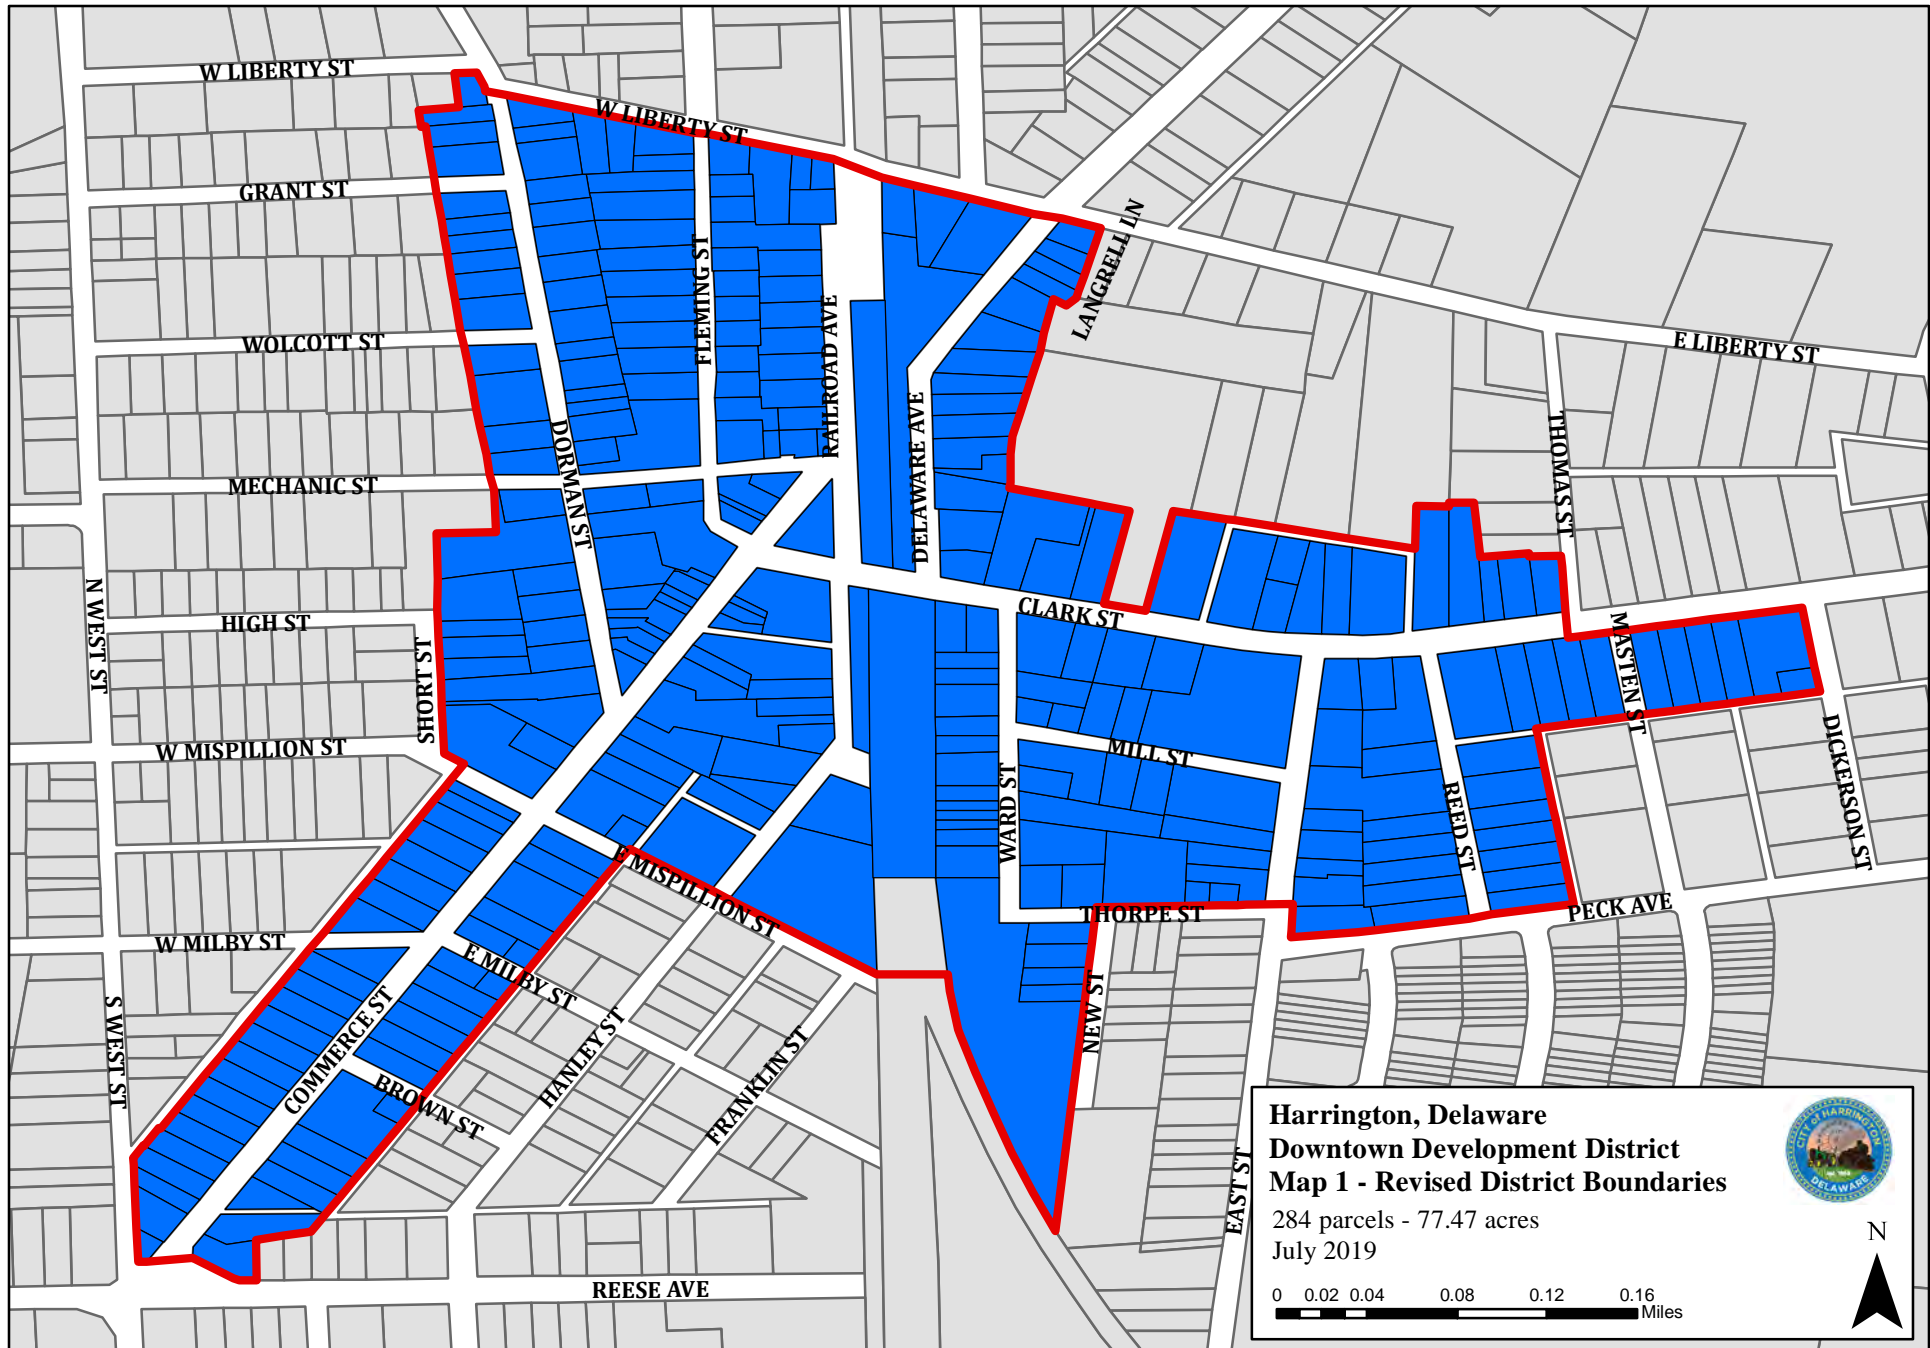 W LIBERTY ST
W LIBERTY ST
GRANT ST
LANGRELL LN
FLEMING ST
RAILROAD AVE
WOLCOTT ST
E LIBERTY ST
DELAWARE AVE
DORMAN ST
THOMAS ST
MECHANIC ST
N WEST ST
HIGH ST
CLARK ST
MASTEN ST
SHORT ST
W MISPILLION ST
MILL ST
DICKERSON ST
WARD ST
REED ST
E MISPILLION ST
THORPE ST
PECK AVE
W MILBY ST
E MILBY ST
S WEST ST
COMMERCE ST
HANLEY ST
NEW ST
BROWN ST
FRANKLIN ST
EAST ST
REESE AVE
Harrington, Delaware
Downtown Development District
Map 1 - Revised District Boundaries
284 parcels - 77.47 acres
July 2019
CITY of HARRINGTON
DELAWARE
N
0 0.02 0.04 0.08 0.12 0.16
Miles